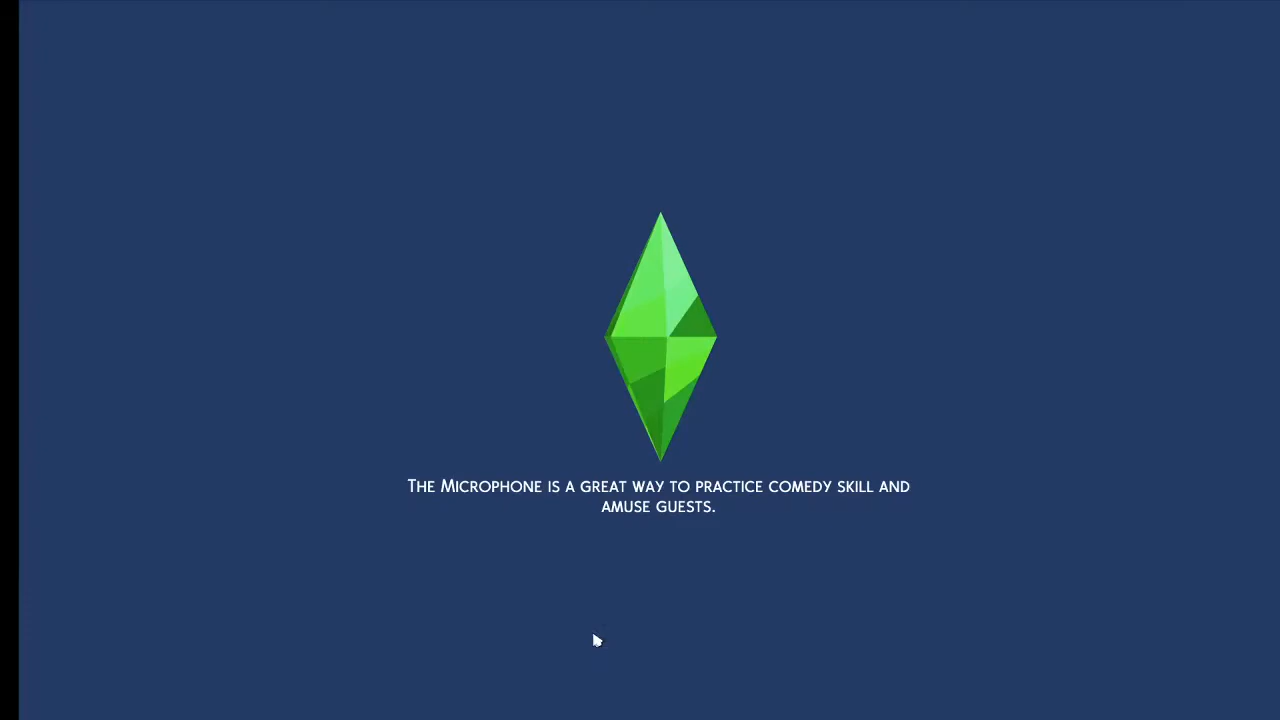 The Microphone is a great way to practice comedy skill and
amuse guests.